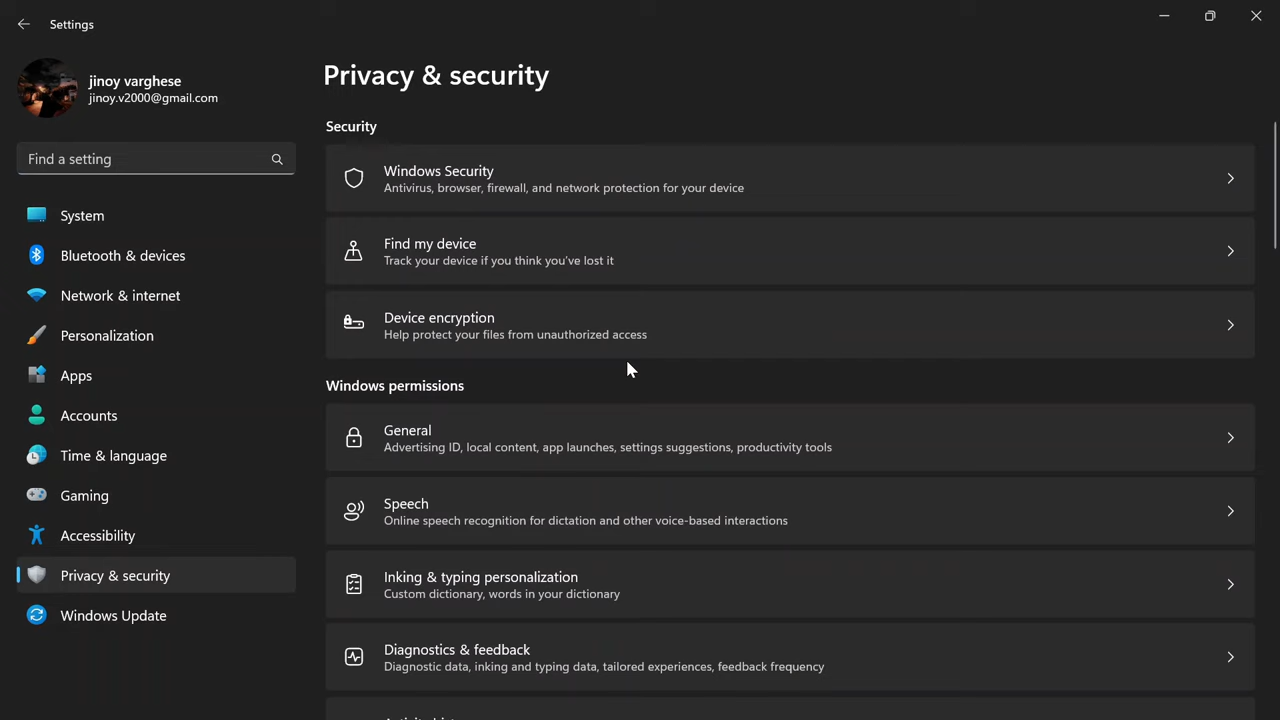 Settings
jinoy varghese
jinoy.v2000@gmail.com
Find a setting
System
Bluetooth & devices
Network & internet
Personalization
Apps
Accounts
Time & language
Gaming
Accessibility
Privacy & security
Windows Update
Privacy & security
Security
Windows Security
Antivirus, browser, firewall, and network protection for your device
Find my device
Track your device if you think you've lost it
Device encryption
Help protect your files from unauthorized access
Windows permissions
General
Advertising ID, local content, app launches, settings suggestions, productivity tools
Speech
Online speech recognition for dictation and other voice-based interactions
Inking & typing personalization
Custom dictionary, words in your dictionary
Diagnostics & feedback
Diagnostic data, inking and typing data, tailored experiences, feedback frequency